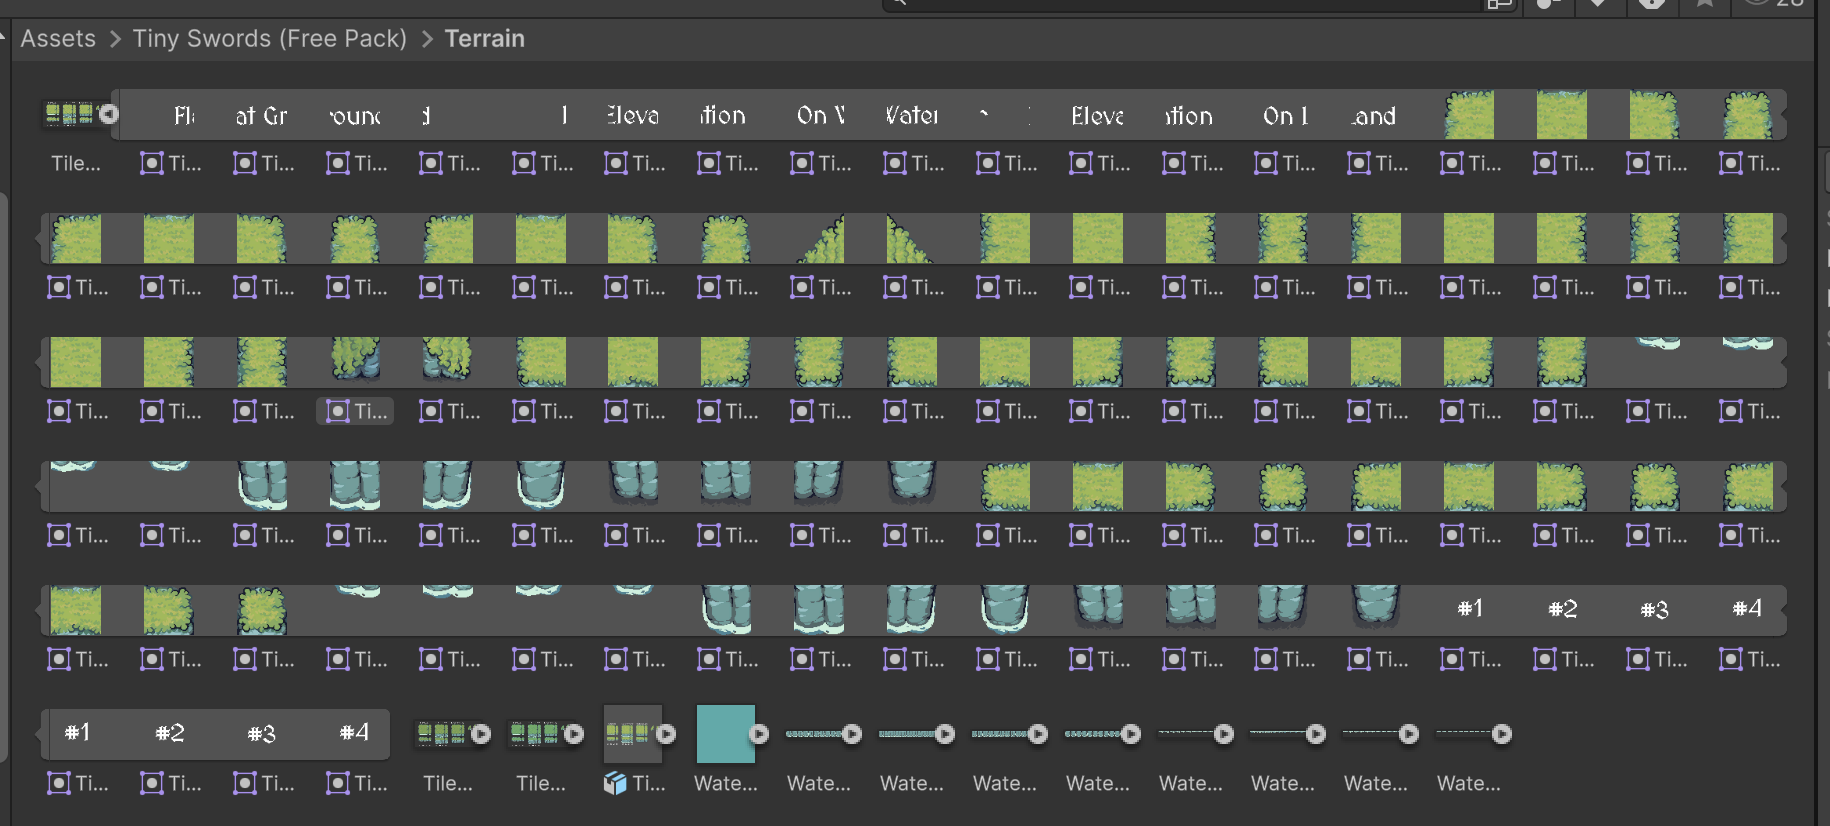 28
Assets > Tiny Swords (Free Pack) > Terrain
Fl at Gr ound d l Eleva ation On W Water r Eleva ation On L Land
Tile... Ti... Ti... Ti... Ti... Ti... Ti... Ti... Ti... Ti... Ti... Ti... Ti... Ti... Ti... Ti... Ti... Ti... Ti...
Ti... Ti... Ti... Ti... Ti... Ti... Ti... Ti... Ti... Ti... Ti... Ti... Ti... Ti... Ti... Ti... Ti... Ti... Ti...
Ti... Ti... Ti... Ti... Ti... Ti... Ti... Ti... Ti... Ti... Ti... Ti... Ti... Ti... Ti... Ti... Ti... Ti... Ti...
Ti... Ti... Ti... Ti... Ti... Ti... Ti... Ti... Ti... Ti... Ti... Ti... Ti... Ti... Ti... Ti... Ti... Ti... Ti...
#1 #2 #3 #4
Ti... Ti... Ti... Ti... Ti... Ti... Ti... Ti... Ti... Ti... Ti... Ti... Ti... Ti... Ti... Ti... Ti... Ti... Ti...
#1 #2 #3 #4
Ti... Ti... Ti... Ti... Tile... Tile... Ti... Wate... Wate... Wate... Wate... Wate... Wate... Wate... Wate... Wate...